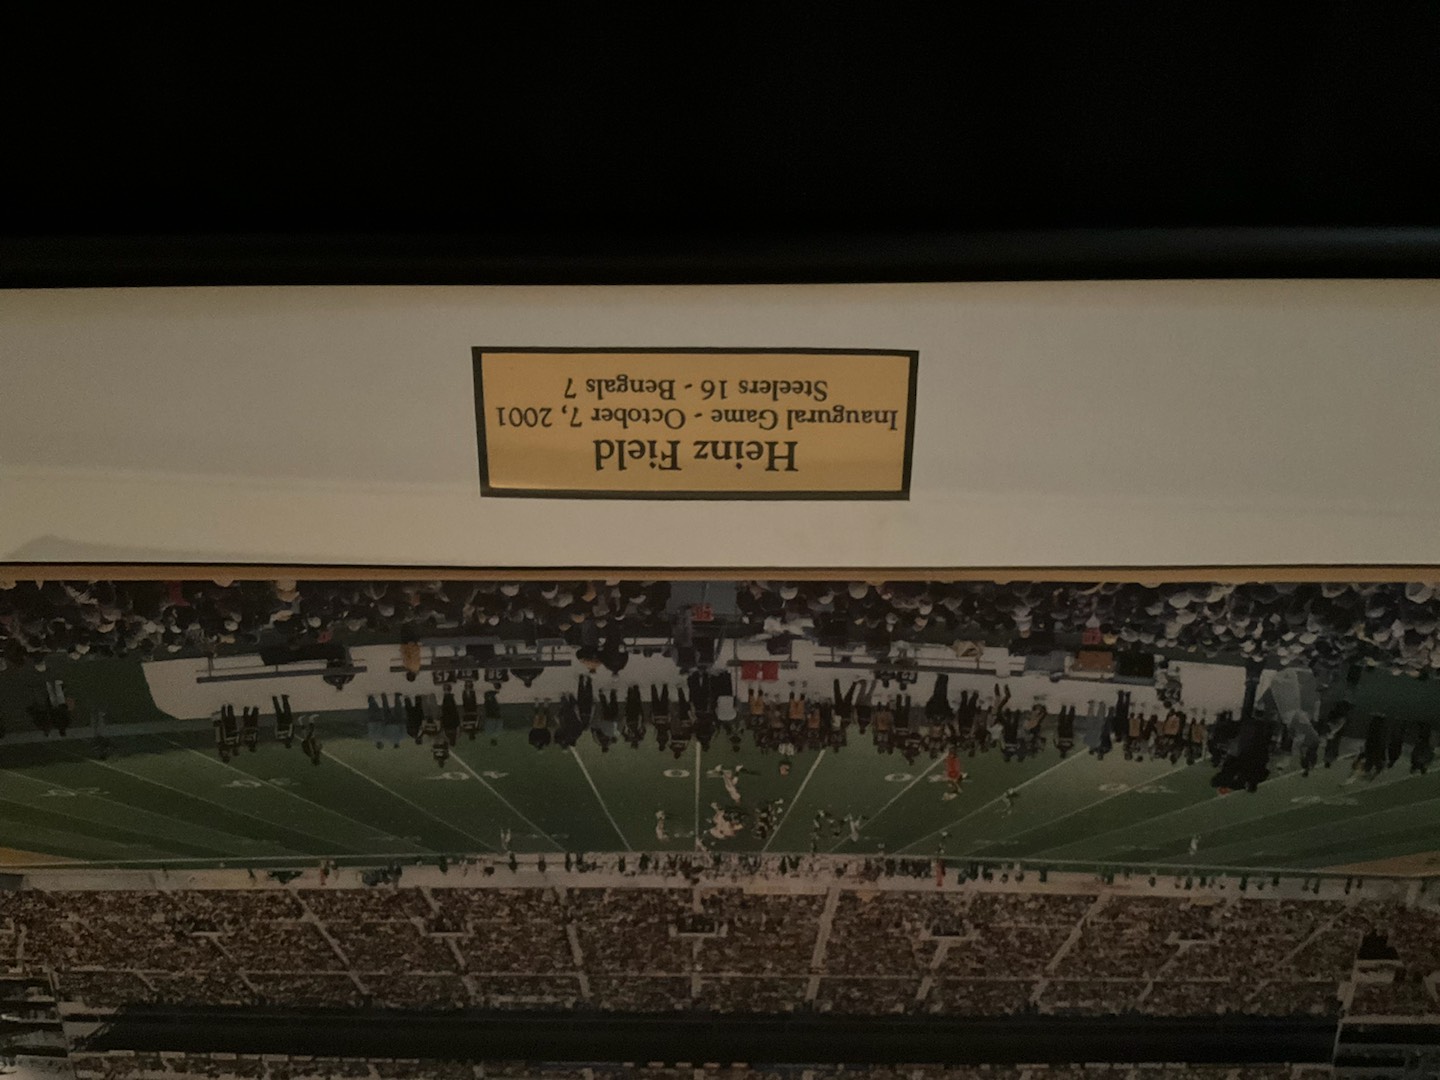 Heinz Field
Inaugural Game - October 7, 2001
Steelers 16 - Bengals 7